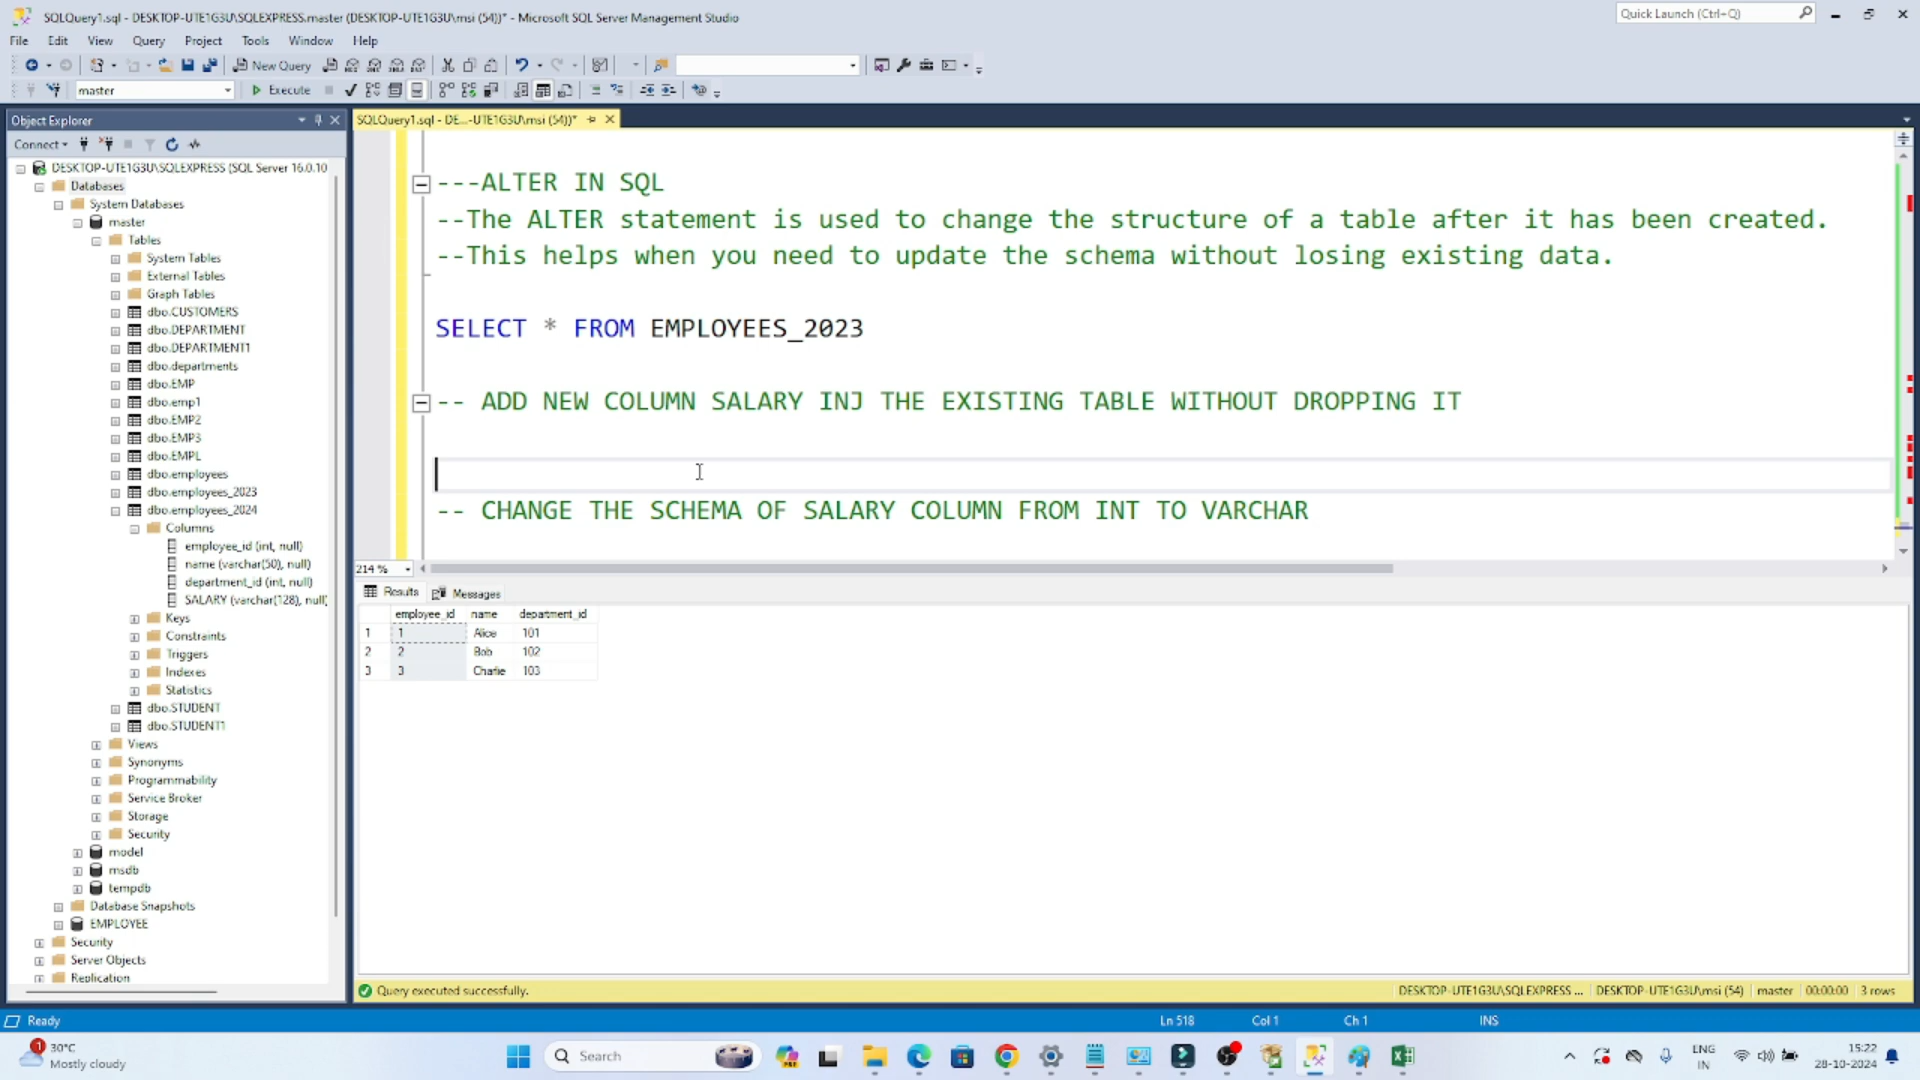 SQLQuery1.sql - DESKTOP-UTE1G3U\SQLEXPRESS.master (DESKTOP-UTE1G3U\msi (54))* - Microsoft SQL Server Management Studio
Quick Launch (Ctrl+Q)
File Edit View Query Project Tools Window Help
New Query
master
Execute
Object Explorer
SQLQuery1.sql - DE...-UTE1G3U\msi (54))*
Connect
DESKTOP-UTE1G3U\SQLEXPRESS (SQL Server 16.0.10
Databases
System Databases
master
Tables
System Tables
External Tables
Graph Tables
dbo.CUSTOMERS
dbo.DEPARTMENT
dbo.DEPARTMENT1
dbo.departments
dbo.EMP
dbo.emp1
dbo.EMP2
dbo.EMP3
dbo.EMPL
dbo.employees
dbo.employees_2023
dbo.employees_2024
Columns
employee_id (int, null)
name (varchar(50), null)
department_id (int, null)
SALARY (varchar(128), null)
Keys
Constraints
Triggers
Indexes
Statistics
dbo.STUDENT
dbo.STUDENT1
Views
Synonyms
Programmability
Service Broker
Storage
Security
model
msdb
tempdb
Database Snapshots
EMPLOYEE
Security
Server Objects
Replication
---ALTER IN SQL
--The ALTER statement is used to change the structure of a table after it has been created.
--This helps when you need to update the schema without losing existing data.
SELECT * FROM EMPLOYEES_2023
-- ADD NEW COLUMN SALARY INJ THE EXISTING TABLE WITHOUT DROPPING IT
-- CHANGE THE SCHEMA OF SALARY COLUMN FROM INT TO VARCHAR
214 %
Results Messages
employee_id name department_id
1 1 Alice 101
2 2 Bob 102
3 3 Charlie 103
Query executed successfully.
DESKTOP-UTE1G3U\SQLEXPRESS ... DESKTOP-UTE1G3U\msi (54) master 00:00:00 3 rows
Ready
Ln 518 Col 1 Ch 1 INS
1
30°C
Mostly cloudy
Search
ENG
IN
15:22
28-10-2024